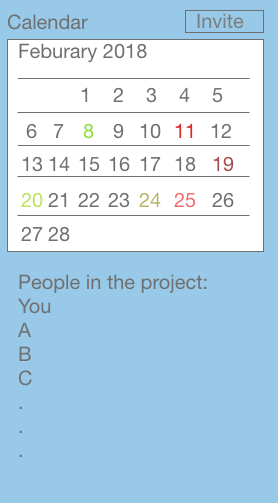 Calendar Invite
Feburary 2018
1 2 3 4 5
6 7 8 9 10 11 12
13 14 15 16 17 18 19
20 21 22 23 24 25 26
27 28
People in the project:
You
A
B
C
.
.
.